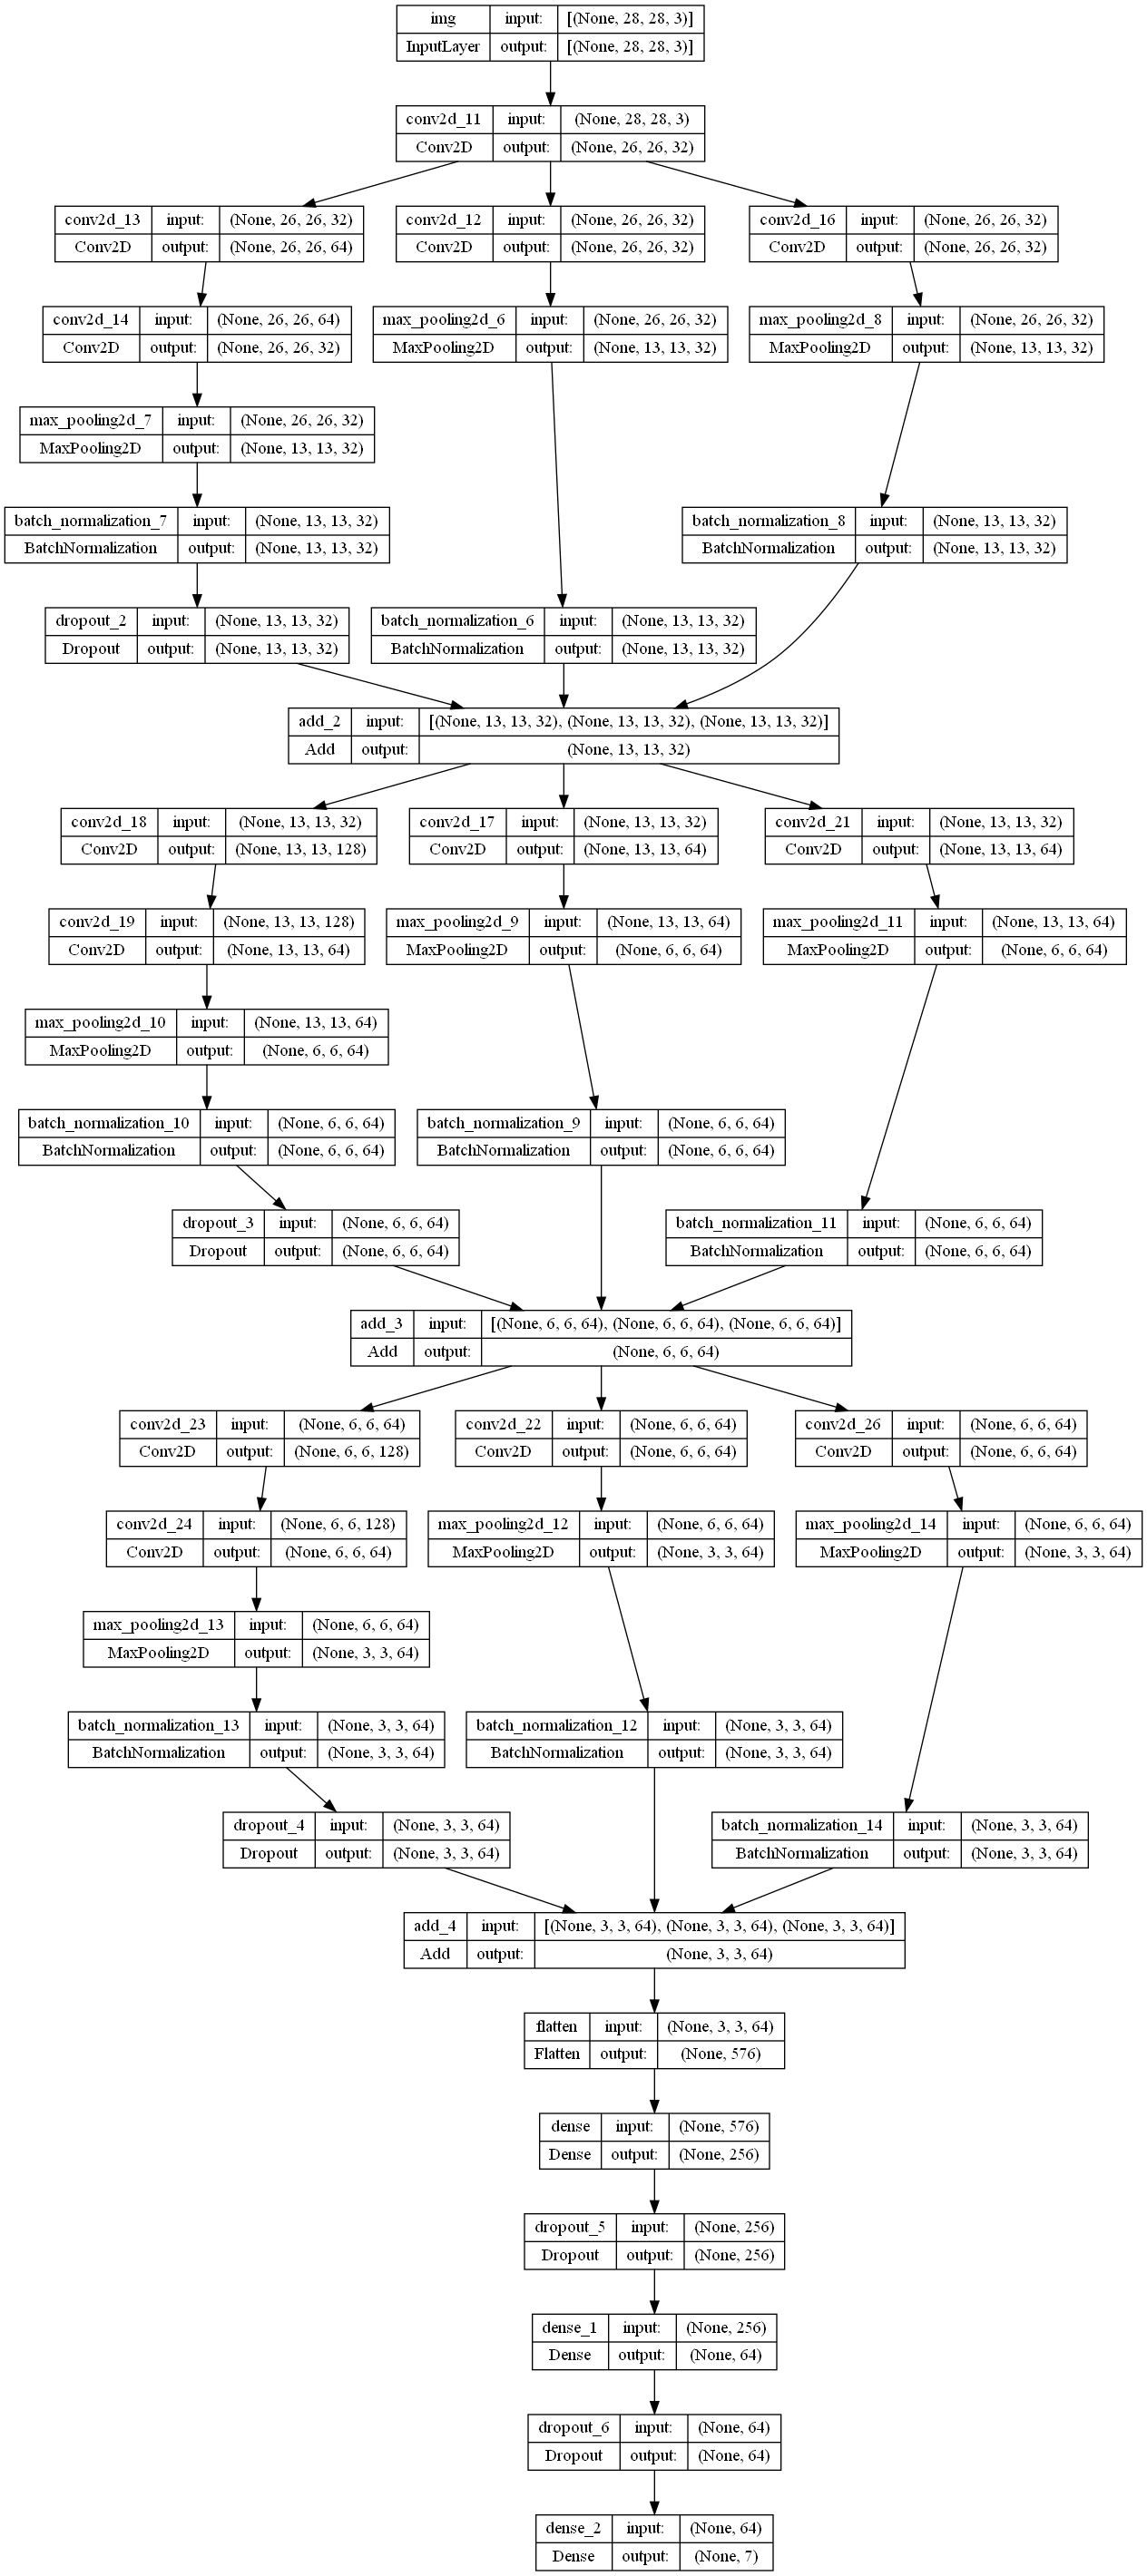 img input: [(None, 28, 28, 3)]
InputLayer output: [(None, 28, 28, 3)]
conv2d_11 input: (None, 28, 28, 3)
Conv2D output: (None, 26, 26, 32)
conv2d_13 input: (None, 26, 26, 32)
Conv2D output: (None, 26, 26, 64)
conv2d_12 input: (None, 26, 26, 32)
Conv2D output: (None, 26, 26, 32)
conv2d_16 input: (None, 26, 26, 32)
Conv2D output: (None, 26, 26, 32)
conv2d_14 input: (None, 26, 26, 64)
Conv2D output: (None, 26, 26, 32)
max_pooling2d_6 input: (None, 26, 26, 32)
MaxPooling2D output: (None, 13, 13, 32)
max_pooling2d_8 input: (None, 26, 26, 32)
MaxPooling2D output: (None, 13, 13, 32)
max_pooling2d_7 input: (None, 26, 26, 32)
MaxPooling2D output: (None, 13, 13, 32)
batch_normalization_7 input: (None, 13, 13, 32)
BatchNormalization output: (None, 13, 13, 32)
batch_normalization_8 input: (None, 13, 13, 32)
BatchNormalization output: (None, 13, 13, 32)
dropout_2 input: (None, 13, 13, 32)
Dropout output: (None, 13, 13, 32)
batch_normalization_6 input: (None, 13, 13, 32)
BatchNormalization output: (None, 13, 13, 32)
add_2 input: [(None, 13, 13, 32), (None, 13, 13, 32), (None, 13, 13, 32)]
Add output: (None, 13, 13, 32)
conv2d_18 input: (None, 13, 13, 32)
Conv2D output: (None, 13, 13, 128)
conv2d_17 input: (None, 13, 13, 32)
Conv2D output: (None, 13, 13, 64)
conv2d_21 input: (None, 13, 13, 32)
Conv2D output: (None, 13, 13, 64)
conv2d_19 input: (None, 13, 13, 128)
Conv2D output: (None, 13, 13, 64)
max_pooling2d_9 input: (None, 13, 13, 64)
MaxPooling2D output: (None, 6, 6, 64)
max_pooling2d_11 input: (None, 13, 13, 64)
MaxPooling2D output: (None, 6, 6, 64)
max_pooling2d_10 input: (None, 13, 13, 64)
MaxPooling2D output: (None, 6, 6, 64)
batch_normalization_10 input: (None, 6, 6, 64)
BatchNormalization output: (None, 6, 6, 64)
batch_normalization_9 input: (None, 6, 6, 64)
BatchNormalization output: (None, 6, 6, 64)
dropout_3 input: (None, 6, 6, 64)
Dropout output: (None, 6, 6, 64)
batch_normalization_11 input: (None, 6, 6, 64)
BatchNormalization output: (None, 6, 6, 64)
add_3 input: [(None, 6, 6, 64), (None, 6, 6, 64), (None, 6, 6, 64)]
Add output: (None, 6, 6, 64)
conv2d_23 input: (None, 6, 6, 64)
Conv2D output: (None, 6, 6, 128)
conv2d_22 input: (None, 6, 6, 64)
Conv2D output: (None, 6, 6, 64)
conv2d_26 input: (None, 6, 6, 64)
Conv2D output: (None, 6, 6, 64)
conv2d_24 input: (None, 6, 6, 128)
Conv2D output: (None, 6, 6, 64)
max_pooling2d_12 input: (None, 6, 6, 64)
MaxPooling2D output: (None, 3, 3, 64)
max_pooling2d_14 input: (None, 6, 6, 64)
MaxPooling2D output: (None, 3, 3, 64)
max_pooling2d_13 input: (None, 6, 6, 64)
MaxPooling2D output: (None, 3, 3, 64)
batch_normalization_13 input: (None, 3, 3, 64)
BatchNormalization output: (None, 3, 3, 64)
batch_normalization_12 input: (None, 3, 3, 64)
BatchNormalization output: (None, 3, 3, 64)
dropout_4 input: (None, 3, 3, 64)
Dropout output: (None, 3, 3, 64)
batch_normalization_14 input: (None, 3, 3, 64)
BatchNormalization output: (None, 3, 3, 64)
add_4 input: [(None, 3, 3, 64), (None, 3, 3, 64), (None, 3, 3, 64)]
Add output: (None, 3, 3, 64)
flatten input: (None, 3, 3, 64)
Flatten output: (None, 576)
dense input: (None, 576)
Dense output: (None, 256)
dropout_5 input: (None, 256)
Dropout output: (None, 256)
dense_1 input: (None, 256)
Dense output: (None, 64)
dropout_6 input: (None, 64)
Dropout output: (None, 64)
dense_2 input: (None, 64)
Dense output: (None, 7)